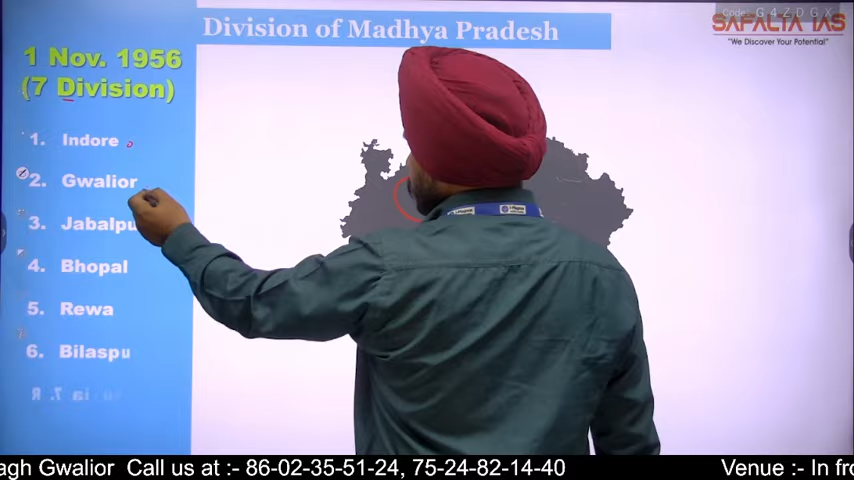 Division of Madhya Pradesh
Code: G4ZDGX
SAFALTA IAS
"We Discover Your Potential"
1 Nov. 1956
(7 Division)
1. Indore
2. Gwalior
3. Jabalpu
4. Bhopal
5. Rewa
6. Bilaspu
agh Gwalior Call us at :- 86-02-35-51-24, 75-24-82-14-40 Venue :- In fro